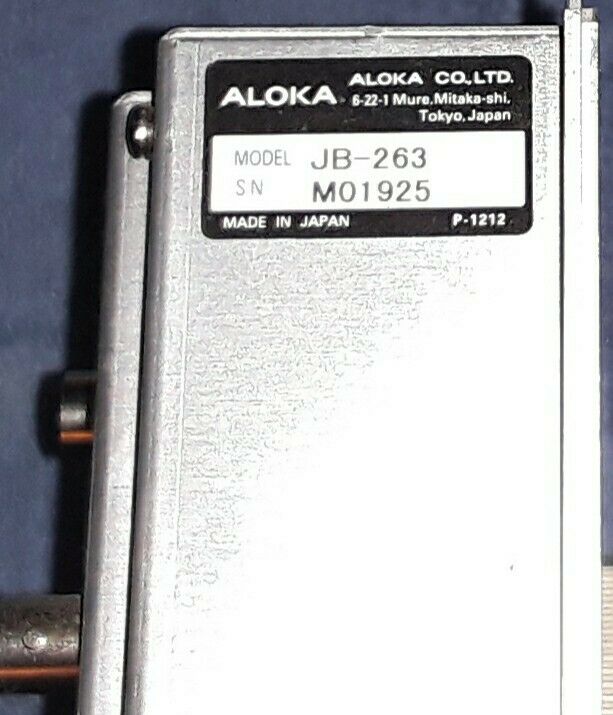 ALOKA CO.,LTD.
ALOKA 6-22-1 Mure, Mitaka-shi,
Tokyo, Japan
MODEL JB-263
SN M01925
MADE IN JAPAN P-1212